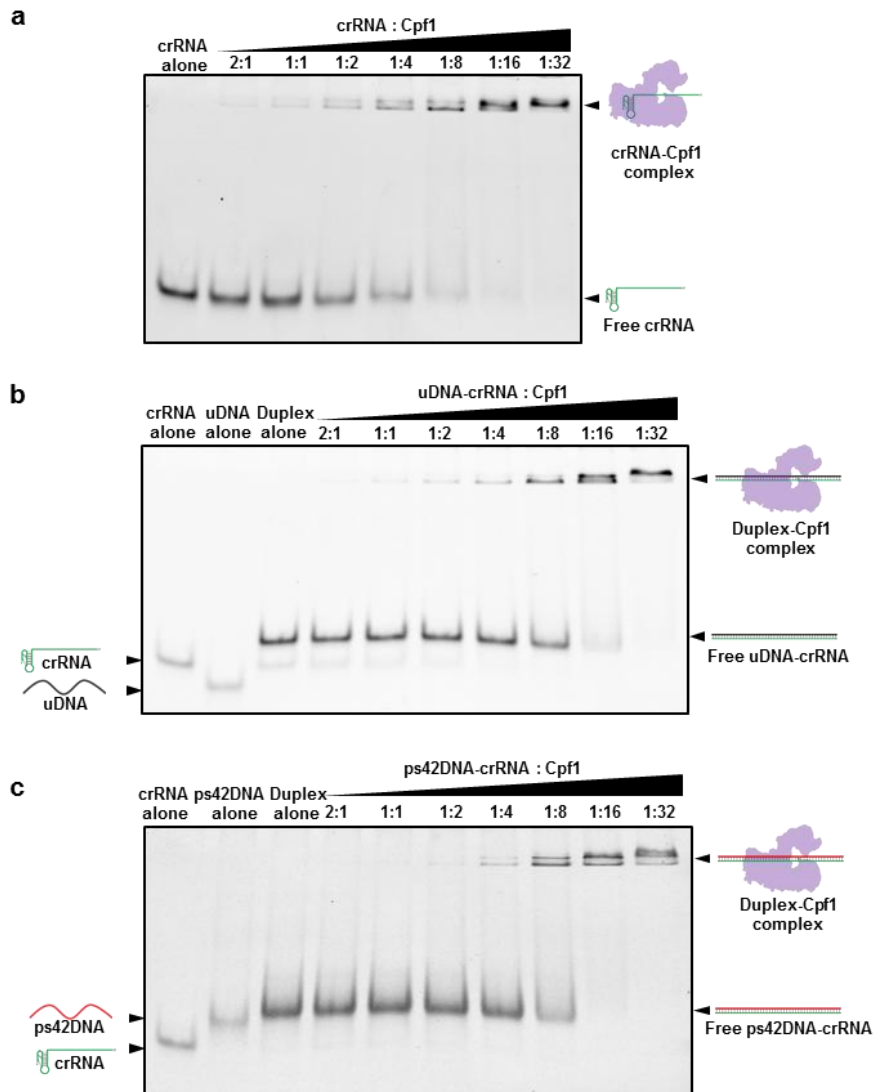 a
crRNA : Cpf1
crRNA
alone
2:1 1:1 1:2 1:4 1:8 1:16 1:32
crRNA-Cpf1
complex
Free crRNA
b
uDNA-crRNA : Cpf1
crRNA uDNA Duplex
alone alone alone 2:1 1:1 1:2 1:4 1:8 1:16 1:32
Duplex-Cpf1
complex
crRNA
uDNA
Free uDNA-crRNA
c
ps42DNA-crRNA : Cpf1
crRNA ps42DNA Duplex
alone alone alone 2:1 1:1 1:2 1:4 1:8 1:16 1:32
Duplex-Cpf1
complex
ps42DNA
crRNA
Free ps42DNA-crRNA